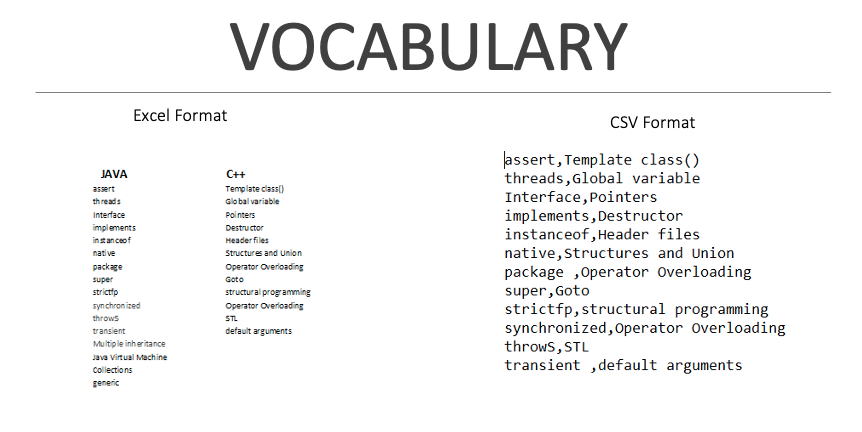 VOCABULARY
Excel Format
JAVA C++
assert Template class()
threads Global variable
Interface Pointers
implements Destructor
instanceof Header files
native Structures and Union
package Operator Overloading
super Goto
strictfp structural programming
synchronized Operator Overloading
throwS STL
transient default arguments
Multiple inheritance
Java Virtual Machine
Collections
generic
CSV Format
assert,Template class()
threads,Global variable
Interface,Pointers
implements,Destructor
instanceof,Header files
native,Structures and Union
package ,Operator Overloading
super,Goto
strictfp,structural programming
synchronized,Operator Overloading
throwS,STL
transient ,default arguments